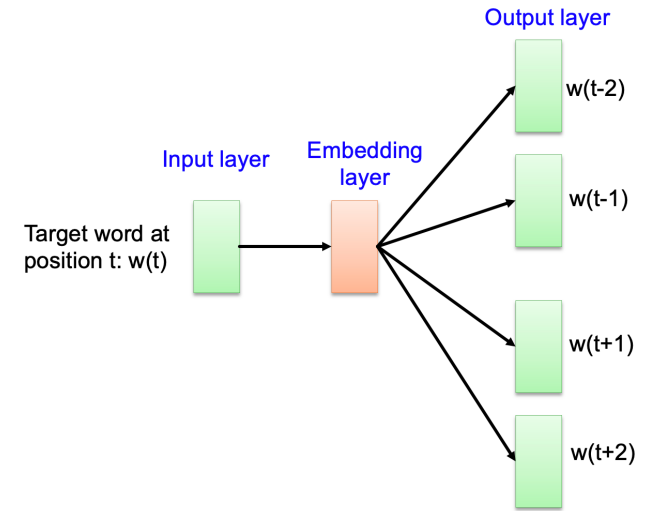 Output layer
w(t-2)
Input layer
Embedding
layer
w(t-1)
Target word at
position t: w(t)
w(t+1)
w(t+2)